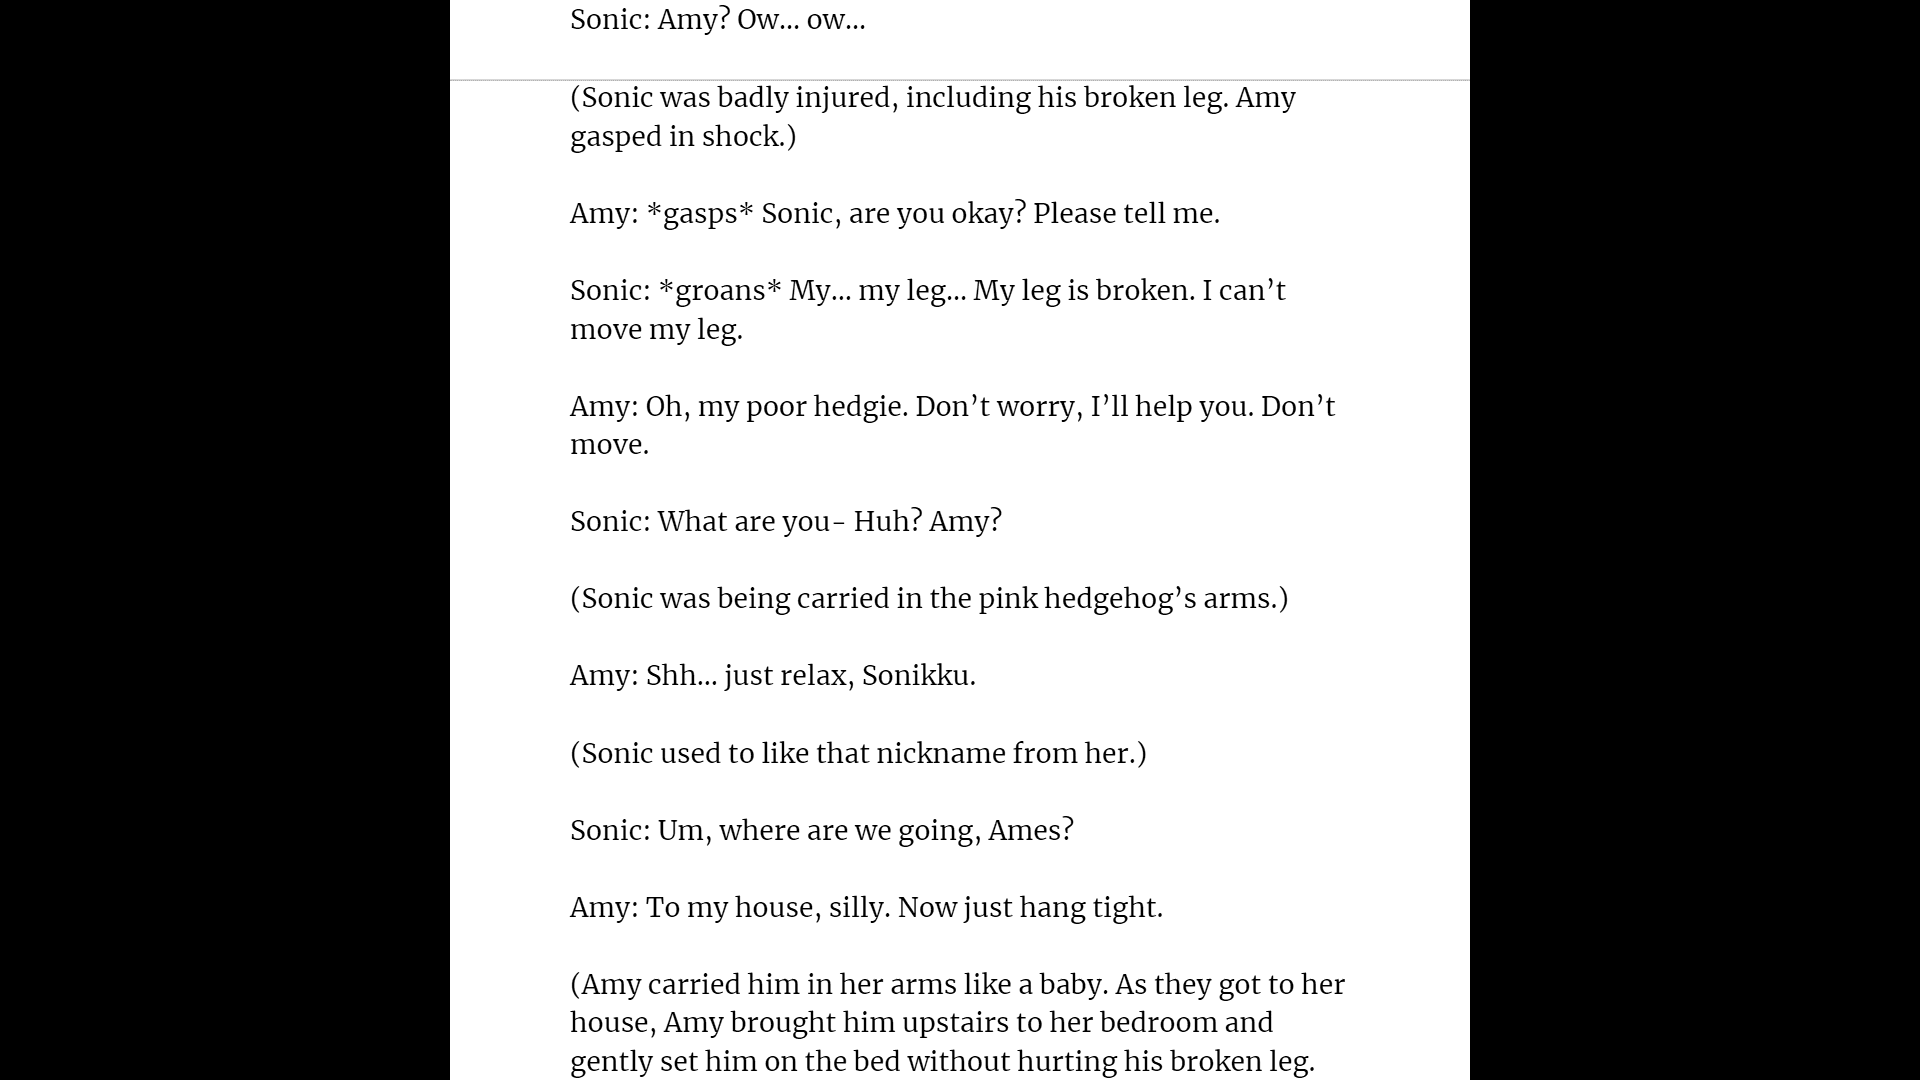 Sonic: Amy? Ow... ow...
(Sonic was badly injured, including his broken leg. Amy
gasped in shock.)
Amy: *gasps* Sonic, are you okay? Please tell me.
Sonic: *groans* My... my leg... My leg is broken. I can’t
move my leg.
Amy: Oh, my poor hedgie. Don’t worry, I’ll help you. Don’t
move.
Sonic: What are you- Huh? Amy?
(Sonic was being carried in the pink hedgehog’s arms.)
Amy: Shh... just relax, Sonikku.
(Sonic used to like that nickname from her.)
Sonic: Um, where are we going, Ames?
Amy: To my house, silly. Now just hang tight.
(Amy carried him in her arms like a baby. As they got to her
house, Amy brought him upstairs to her bedroom and
gently set him on the bed without hurting his broken leg.